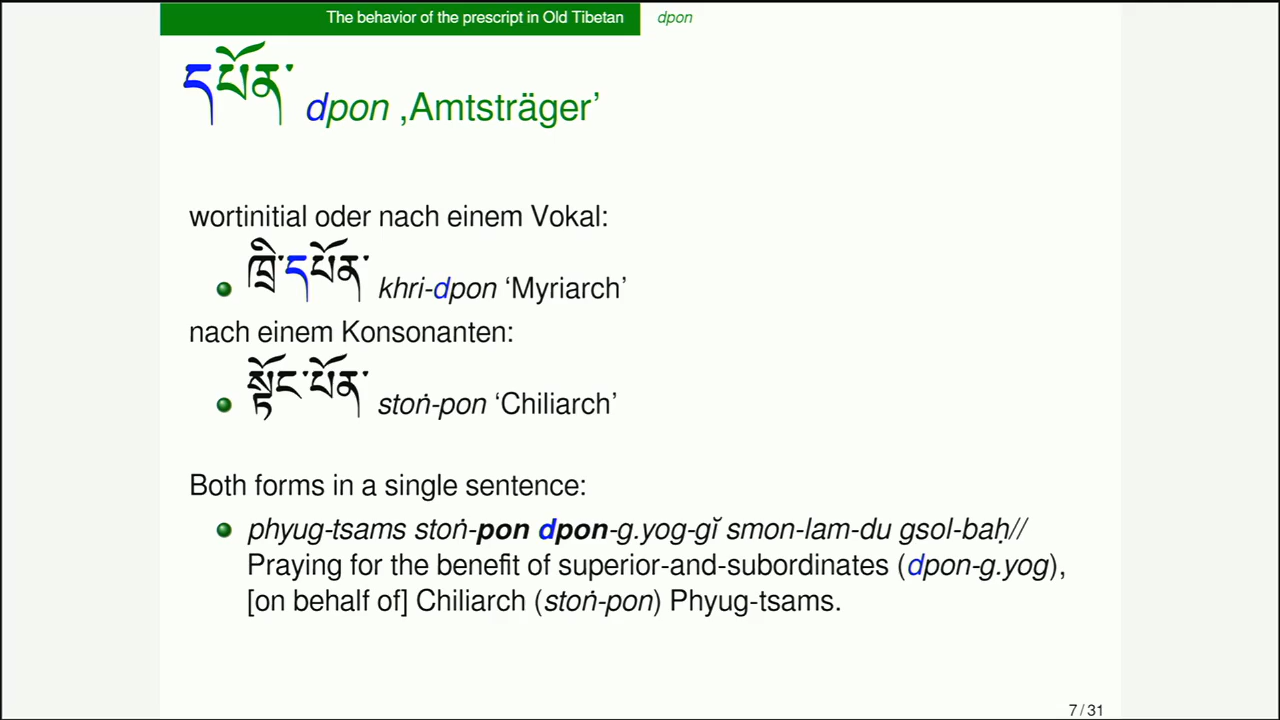 The behavior of the prescript in Old Tibetan dpon
དཔོན་ dpon ‚Amtsträger’
wortinitial oder nach einem Vokal:
ཁྲི་དཔོན་ khri-dpon ‘Myriarch’
nach einem Konsonanten:
སྟོང་པོན་ stoṅ-pon ‘Chiliarch’
Both forms in a single sentence:
phyug-tsams stoṅ-pon dpon-g.yog-gĭ smon-lam-du gsol-baḥ//
Praying for the benefit of superior-and-subordinates (dpon-g.yog),
[on behalf of] Chiliarch (stoṅ-pon) Phyug-tsams.
7 / 31